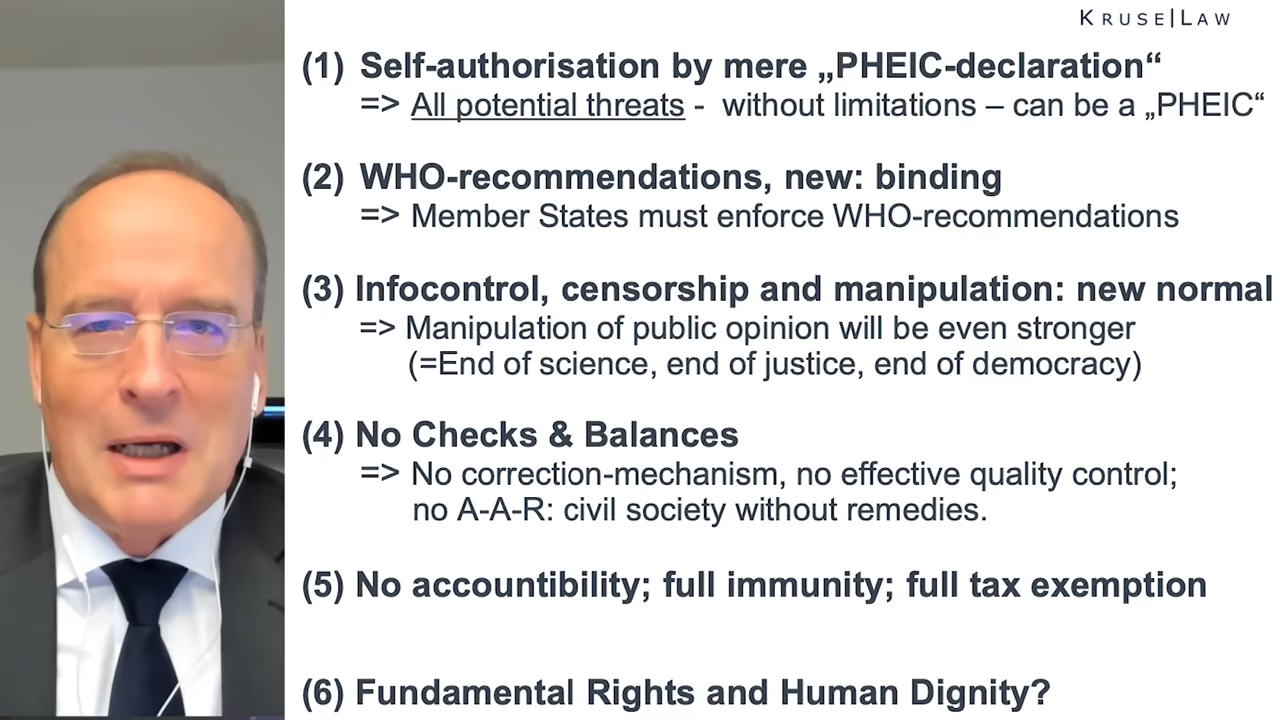 KRUSE|LAW
(1) Self-authorisation by mere „PHEIC-declaration“
=> All potential threats - without limitations – can be a „PHEIC“
(2) WHO-recommendations, new: binding
=> Member States must enforce WHO-recommendations
(3) Infocontrol, censorship and manipulation: new normal
=> Manipulation of public opinion will be even stronger
(=End of science, end of justice, end of democracy)
(4) No Checks & Balances
=> No correction-mechanism, no effective quality control;
no A-A-R: civil society without remedies.
(5) No accountibility; full immunity; full tax exemption
(6) Fundamental Rights and Human Dignity?